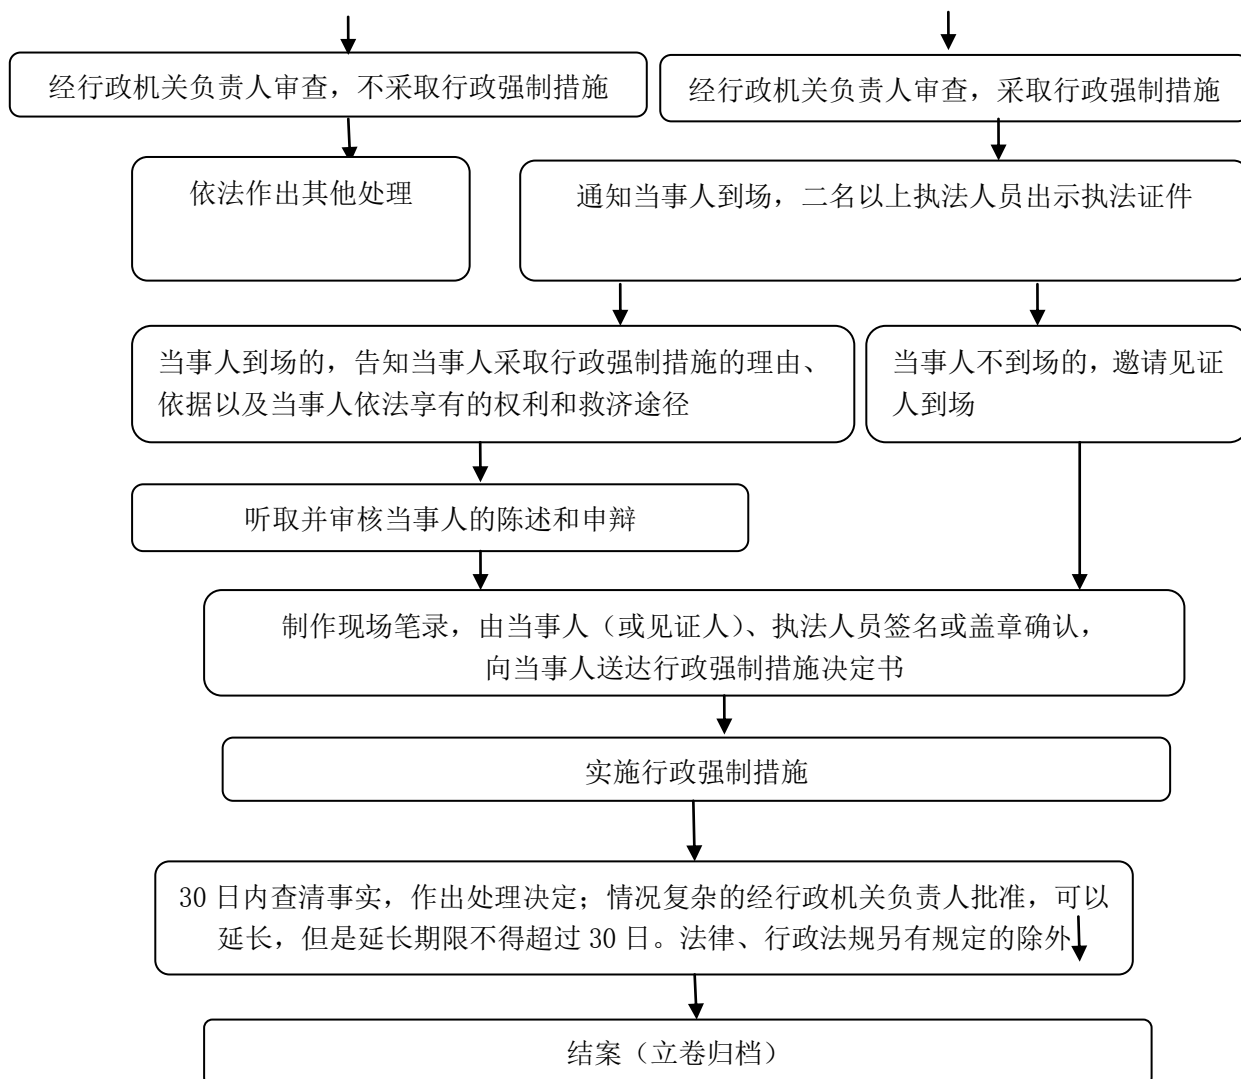 经行政机关负责人审查，不采取行政强制措施
经行政机关负责人审查，采取行政强制措施
依法作出其他处理
通知当事人到场，二名以上执法人员出示执法证件
当事人到场的，告知当事人采取行政强制措施的理由、
依据以及当事人依法享有的权利和救济途径
当事人不到场的，邀请见证
人到场
听取并审核当事人的陈述和申辩
制作现场笔录，由当事人（或见证人）、执法人员签名或盖章确认，
向当事人送达行政强制措施决定书
实施行政强制措施
30 日内查清事实，作出处理决定；情况复杂的经行政机关负责人批准，可以
延长，但是延长期限不得超过 30 日。法律、行政法规另有规定的除外
结案（立卷归档）